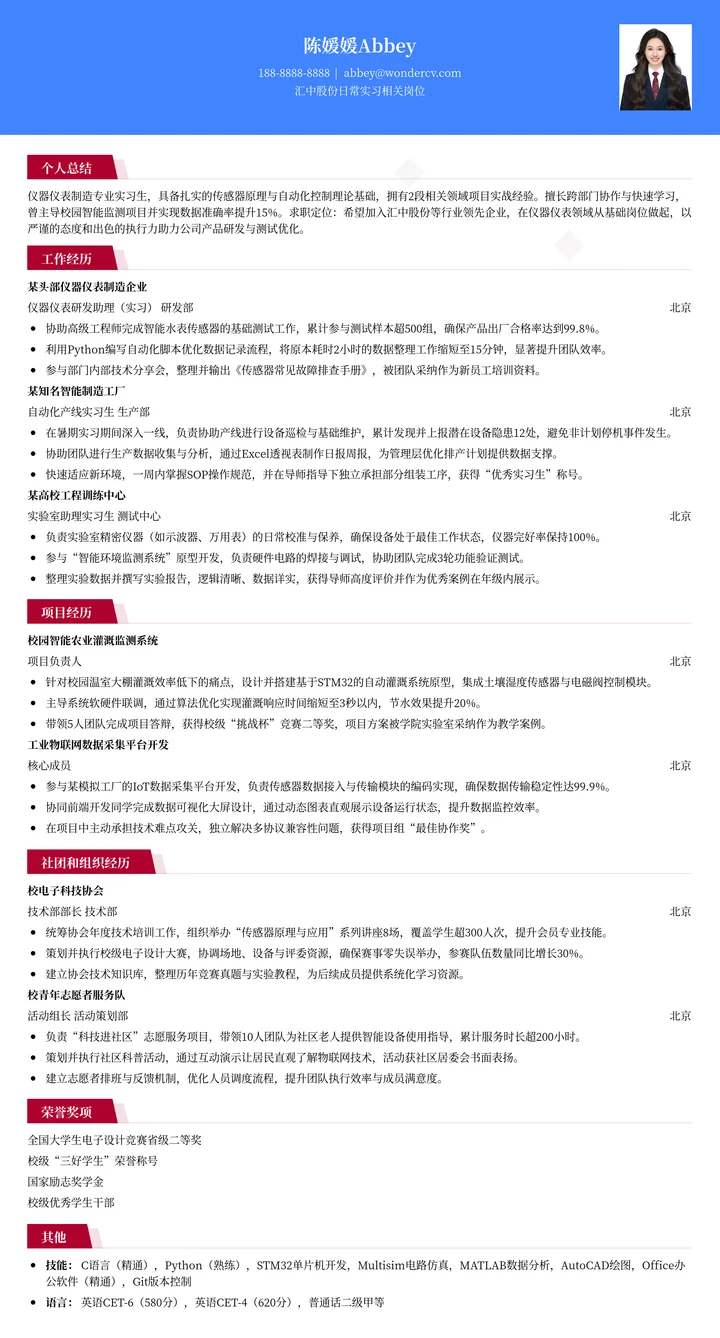 陈媛媛Abbey
188-8888-8888 | abbey@wondercv.com
汇中股份日常实习相关岗位
个人总结
仪器仪表制造专业实习生，具备扎实的传感器原理与自动化控制理论基础，拥有2段相关领域项目实战经验。擅长跨部门协作与快速学习，
曾主导校园智能监测项目并实现数据准确率提升15%。求职定位：希望加入汇中股份等行业领先企业，在仪器仪表领域从基础岗位做起，以
严谨的态度和出色的执行力助力公司产品研发与测试优化。
工作经历
某头部仪器仪表制造企业
仪器仪表研发助理（实习） 研发部 北京
• 协助高级工程师完成智能水表传感器的基础测试工作，累计参与测试样本超500组，确保产品出厂合格率达到99.8%。
• 利用Python编写自动化脚本优化数据记录流程，将原本耗时2小时的数据整理工作缩短至15分钟，显著提升团队效率。
• 参与部门内部技术分享会，整理并输出《传感器常见故障排查手册》，被团队采纳作为新员工培训资料。
某知名智能制造工厂
自动化产线实习生 生产部 北京
• 在暑期实习期间深入一线，负责协助产线进行设备巡检与基础维护，累计发现并上报潜在设备隐患12处，避免非计划停机事件发生。
• 协助团队进行生产数据收集与分析，通过Excel透视表制作日报周报，为管理层优化排产计划提供数据支撑。
• 快速适应新环境，一周内掌握SOP操作规范，并在导师指导下独立承担部分组装工序，获得“优秀实习生”称号。
某高校工程训练中心
实验室助理实习生 测试中心 北京
• 负责实验室精密仪器（如示波器、万用表）的日常校准与保养，确保设备处于最佳工作状态，仪器完好率保持100%。
• 参与“智能环境监测系统”原型开发，负责硬件电路的焊接与调试，协助团队完成3轮功能验证测试。
• 整理实验数据并撰写实验报告，逻辑清晰、数据详实，获得导师高度评价并作为优秀案例在年级内展示。
项目经历
校园智能农业灌溉监测系统
项目负责人 北京
• 针对校园温室大棚灌溉效率低下的痛点，设计并搭建基于STM32的自动灌溉系统原型，集成土壤湿度传感器与电磁阀控制模块。
• 主导系统软硬件联调，通过算法优化实现灌溉响应时间缩短至3秒以内，节水效果提升20%。
• 带领5人团队完成项目答辩，获得校级“挑战杯”竞赛二等奖，项目方案被学院实验室采纳作为教学案例。
工业物联网数据采集平台开发
核心成员 北京
• 参与某模拟工厂的IoT数据采集平台开发，负责传感器数据接入与传输模块的编码实现，确保数据传输稳定性达99.9%。
• 协同前端开发同学完成数据可视化大屏设计，通过动态图表直观展示设备运行状态，提升数据监控效率。
• 在项目中主动承担技术难点攻关，独立解决多协议兼容性问题，获得项目组“最佳协作奖”。
社团和组织经历
校电子科技协会
技术部部长 技术部 北京
• 统筹协会年度技术培训工作，组织举办“传感器原理与应用”系列讲座8场，覆盖学生超300人次，提升会员专业技能。
• 策划并执行校级电子设计大赛，协调场地、设备与评委资源，确保赛事零失误举办，参赛队伍数量同比增长30%。
• 建立协会技术知识库，整理历年竞赛真题与实验教程，为后续成员提供系统化学习资源。
校青年志愿者服务队
活动组长 活动策划部 北京
• 负责“科技进社区”志愿服务项目，带领10人团队为社区老人提供智能设备使用指导，累计服务时长超200小时。
• 策划并执行社区科普活动，通过互动演示让居民直观了解物联网技术，活动获社区居委会书面表扬。
• 建立志愿者排班与反馈机制，优化人员调度流程，提升团队执行效率与成员满意度。
荣誉奖项
全国大学生电子设计竞赛省级二等奖
校级“三好学生”荣誉称号
国家励志奖学金
校级优秀学生干部
其他
• 技能： C语言（精通），Python（熟练），STM32单片机开发，Multisim电路仿真，MATLAB数据分析，AutoCAD绘图，Office办
公软件（精通），Git版本控制
• 语言： 英语CET-6（580分），英语CET-4（620分），普通话二级甲等